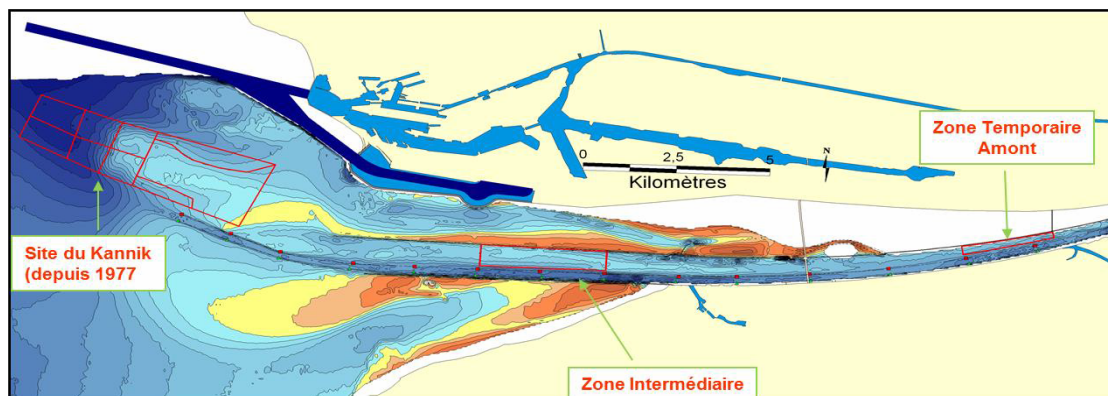 Zone Temporaire
Amont
N
0 2,5 5
Kilomètres
Site du Kannik
(depuis 1977
Zone Intermédiaire